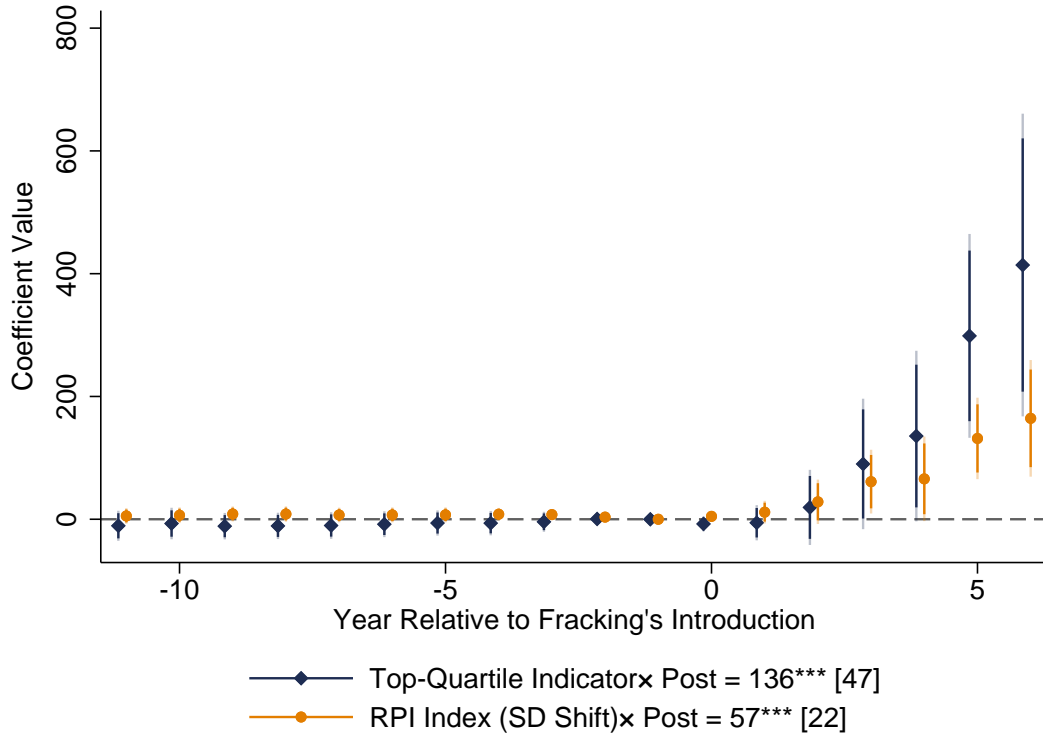 Coefficient Value
800
600
400
200
0
-10 -5 0 5
Year Relative to Fracking's Introduction
Top-Quartile Indicator× Post = 136*** [47]
RPI Index (SD Shift)× Post = 57*** [22]